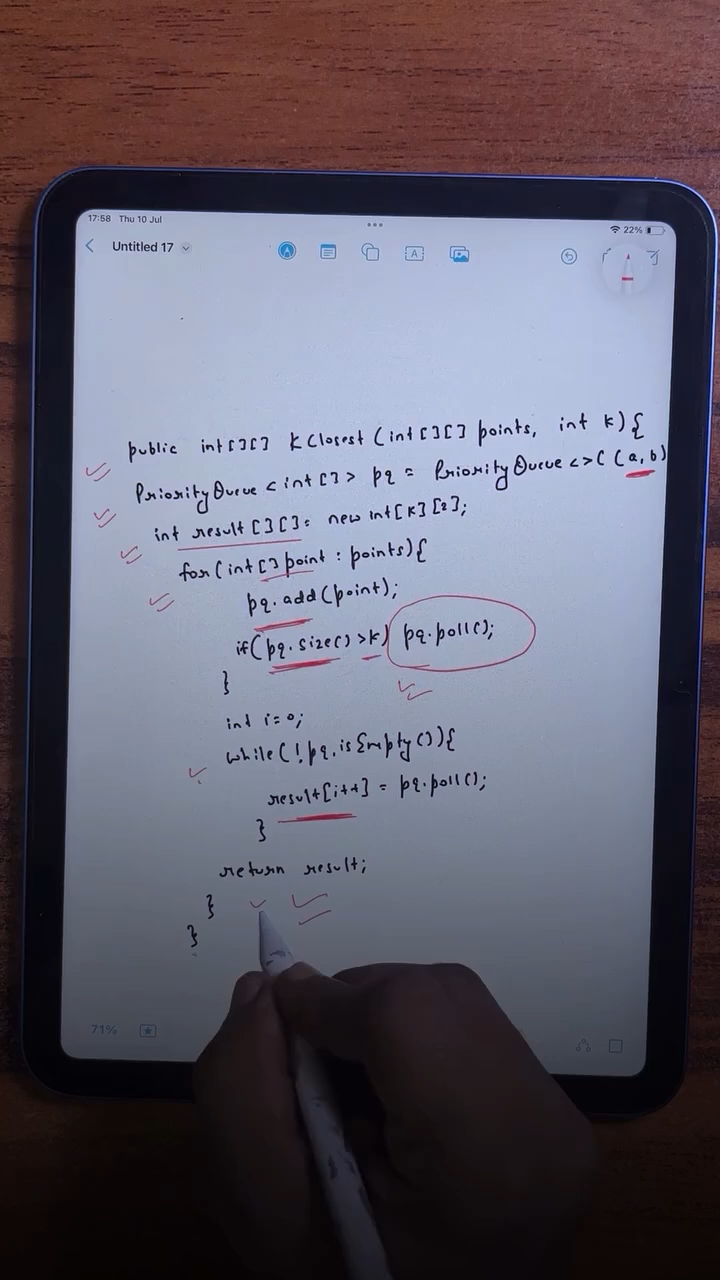 17:58 Thu 10 Jul
22%
Untitled 17
A
public int[][] kClosest(int[][] points, int k){
PriorityQueue<int[]> pq = PriorityQueue<>((a,b)
int result[][] = new int[k][2];
for(int[] point : points){
pq.add(point);
if(pq.size()>k) pq.poll();
}
int i=0;
while(!pq.isEmpty()){
result[i++] = pq.poll();
}
return result;
}
}
71%